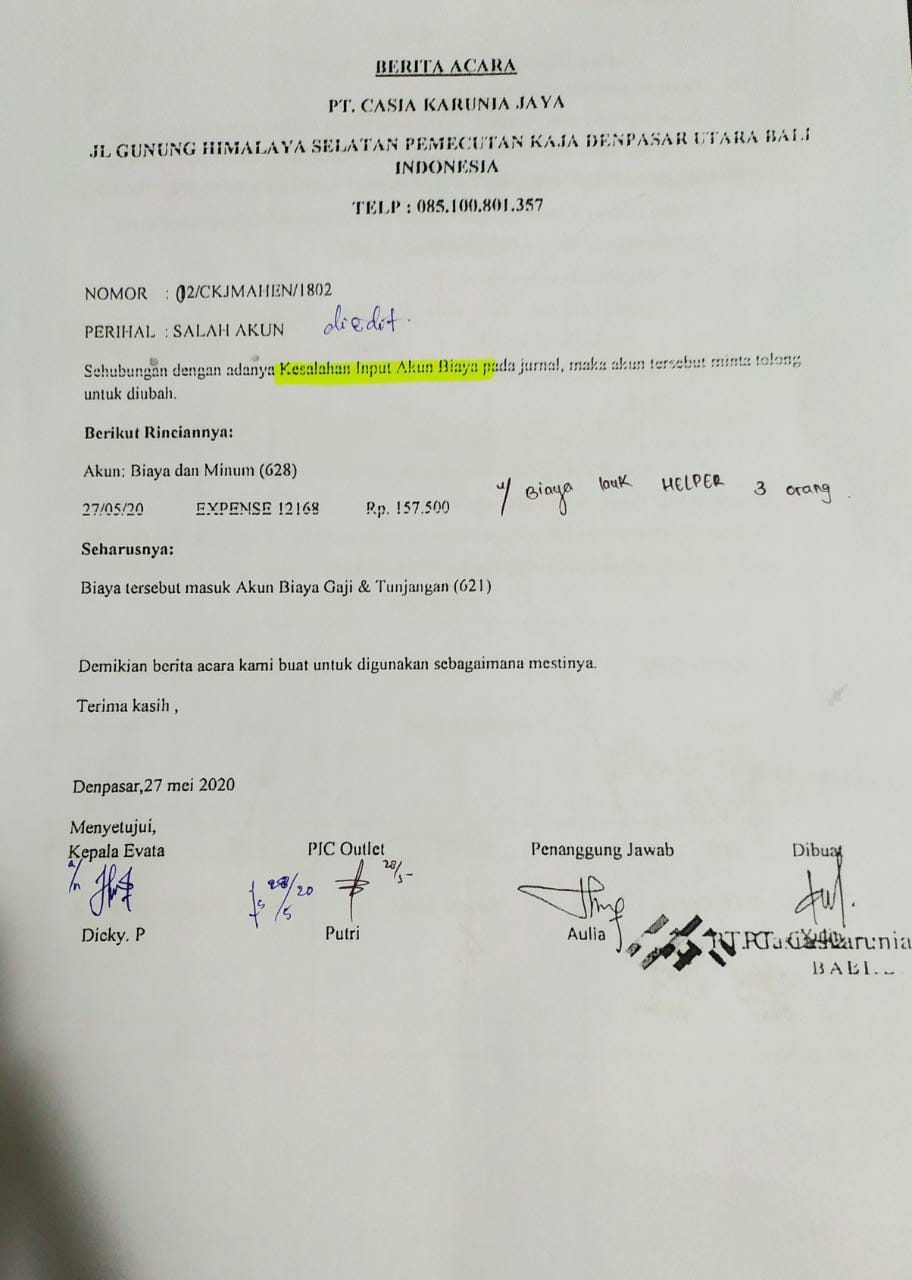 BERITA ACARA
PT. CASIA KARUNIA JAYA
JL GUNUNG HIMALAYA SELATAN PEMECUTAN KAJA DENPASAR UTARA BALI
INDONESIA
TELP : 085.100.801.357
NOMOR : 02/CKJMAHEN/1802
PERIHAL : SALAH AKUN diedit.
Sehubungan dengan adanya Kesalahan Input Akun Biaya pada jurnal, maka akun tersebut minta tolong
untuk diubah.
Berikut Rinciannya:
Akun: Biaya dan Minum (628)
27/05/20 EXPENSE 12168 Rp. 157.500 u/ Biaya lauk HELPER 3 orang.
Seharusnya:
Biaya tersebut masuk Akun Biaya Gaji & Tunjangan (621)
Demikian berita acara kami buat untuk digunakan sebagaimana mestinya.
Terima kasih ,
Denpasar,27 mei 2020
Menyetujui,
Kepala Evata PIC Outlet Penanggung Jawab Dibuat
a/n 28/20 28/5-
5
Dicky. P Putri Aulia
Karunia
BALI